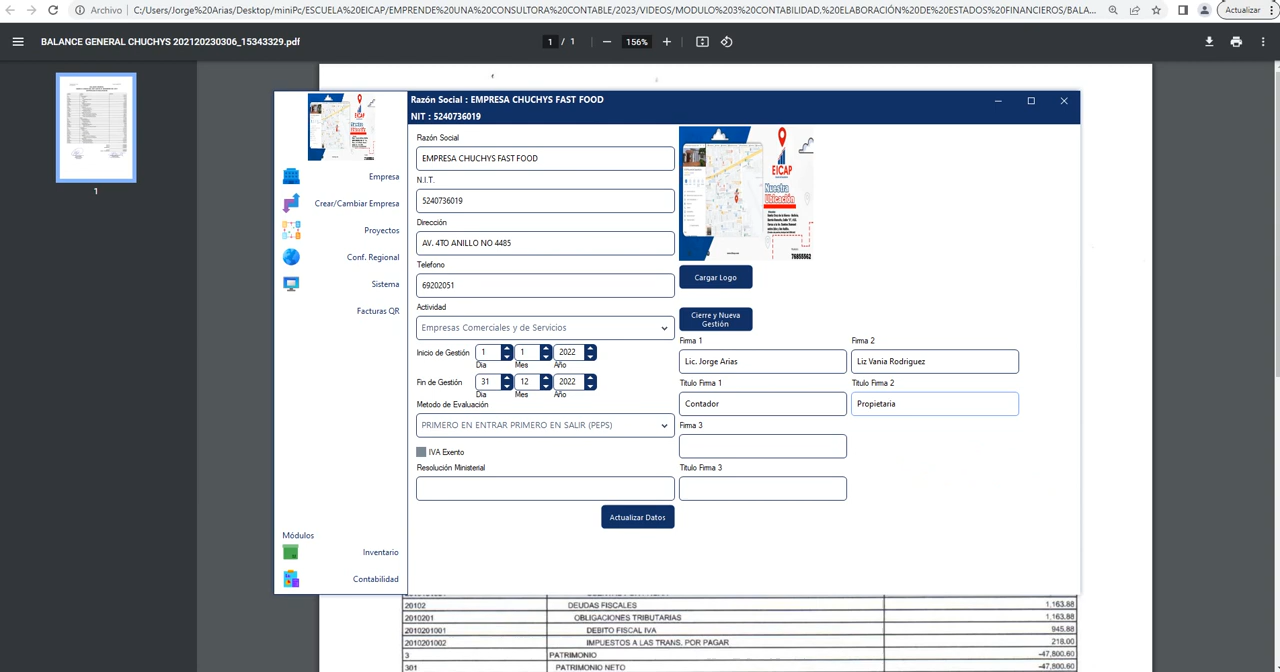 Archivo
C:/Users/Jorge%20Arias/Desktop/miniPc/ESCUELA%20EICAP/EMPRENDE%20UNA%20CONSULTORA%20CONTABLE/2023/VIDEOS/MODULO%203%20CONTABILIDAD.%20ELABORACIÓN%20DE%20ESTADOS%20FINANCIEROS/BALA...
Actualizar
BALANCE GENERAL CHUCHYS 202120230306_15343329.pdf
1 / 1
156%
1
Razón Social : EMPRESA CHUCHYS FAST FOOD
NIT : 5240736019
Empresa
Crear/Cambiar Empresa
Proyectos
Conf. Regional
Sistema
Facturas QR
Módulos
Inventario
Contabilidad
Razón Social
EMPRESA CHUCHYS FAST FOOD
N.I.T.
5240736019
Dirección
AV. 4TO ANILLO NO 4485
Telefono
69202051
Actividad
Empresas Comerciales y de Servicios
Inicio de Gestión 1 1 2022
Dia Mes Año
Fin de Gestión 31 12 2022
Dia Mes Año
Metodo de Evaluación
PRIMERO EN ENTRAR PRIMERO EN SALIR (PEPS)
IVA Exento
Resolución Ministerial
Actualizar Datos
EICAP
Nuestra
Ubicación
76855562
Cargar Logo
Cierre y Nueva
Gestión
Firma 1 Firma 2
Lic. Jorge Arias Liz Vania Rodriguez
Titulo Firma 1 Titulo Firma 2
Contador Propietaria
Firma 3
Titulo Firma 3
20102 DEUDAS FISCALES 1,163.88
2010201 OBLIGACIONES TRIBUTARIAS 1,163.88
2010201001 DEBITO FISCAL IVA 945.88
2010201002 IMPUESTOS A LAS TRANS. POR PAGAR 218.00
3 PATRIMONIO -47,800.60
301 PATRIMONIO NETO -47,800.60